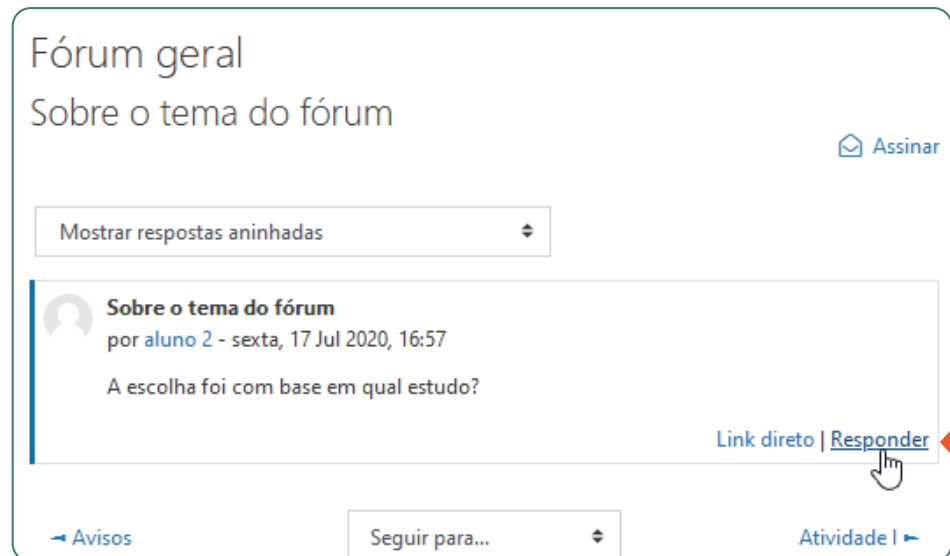 Fórum geral
Sobre o tema do fórum
Assinar
Mostrar respostas aninhadas
Sobre o tema do fórum
por aluno 2 - sexta, 17 Jul 2020, 16:57
A escolha foi com base em qual estudo?
Link direto | Responder
Avisos Seguir para... Atividade I